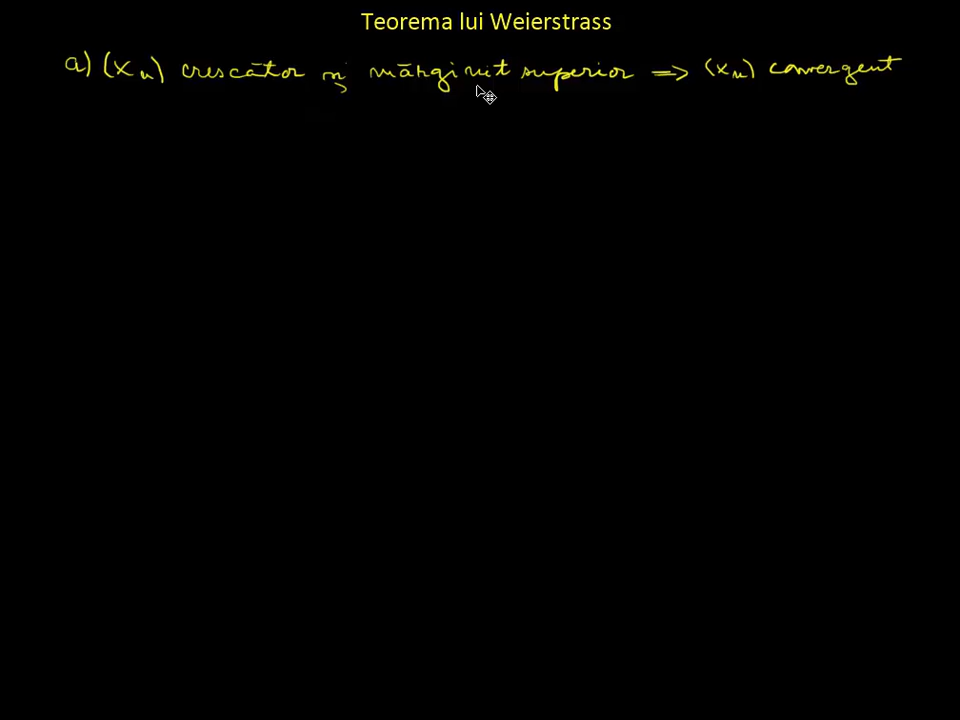 Teorema lui Weierstrass
a) (xn) crescător și mărginit superior => (xn) convergent